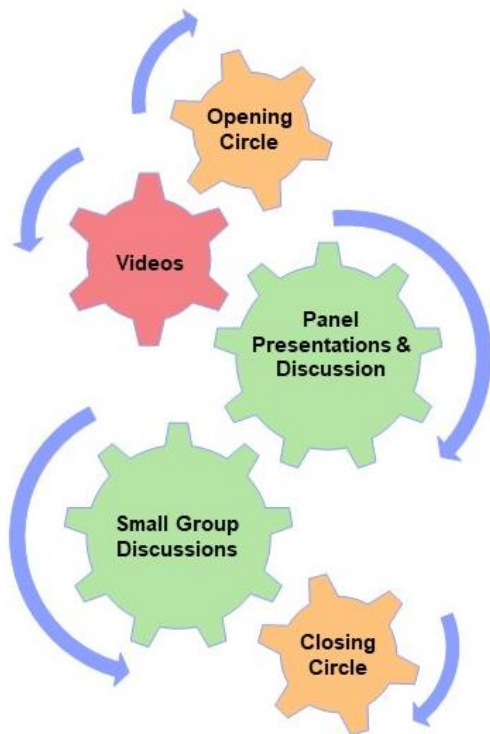 Opening
Circle
Videos
Panel
Presentations &
Discussion
Small Group
Discussions
Closing
Circle